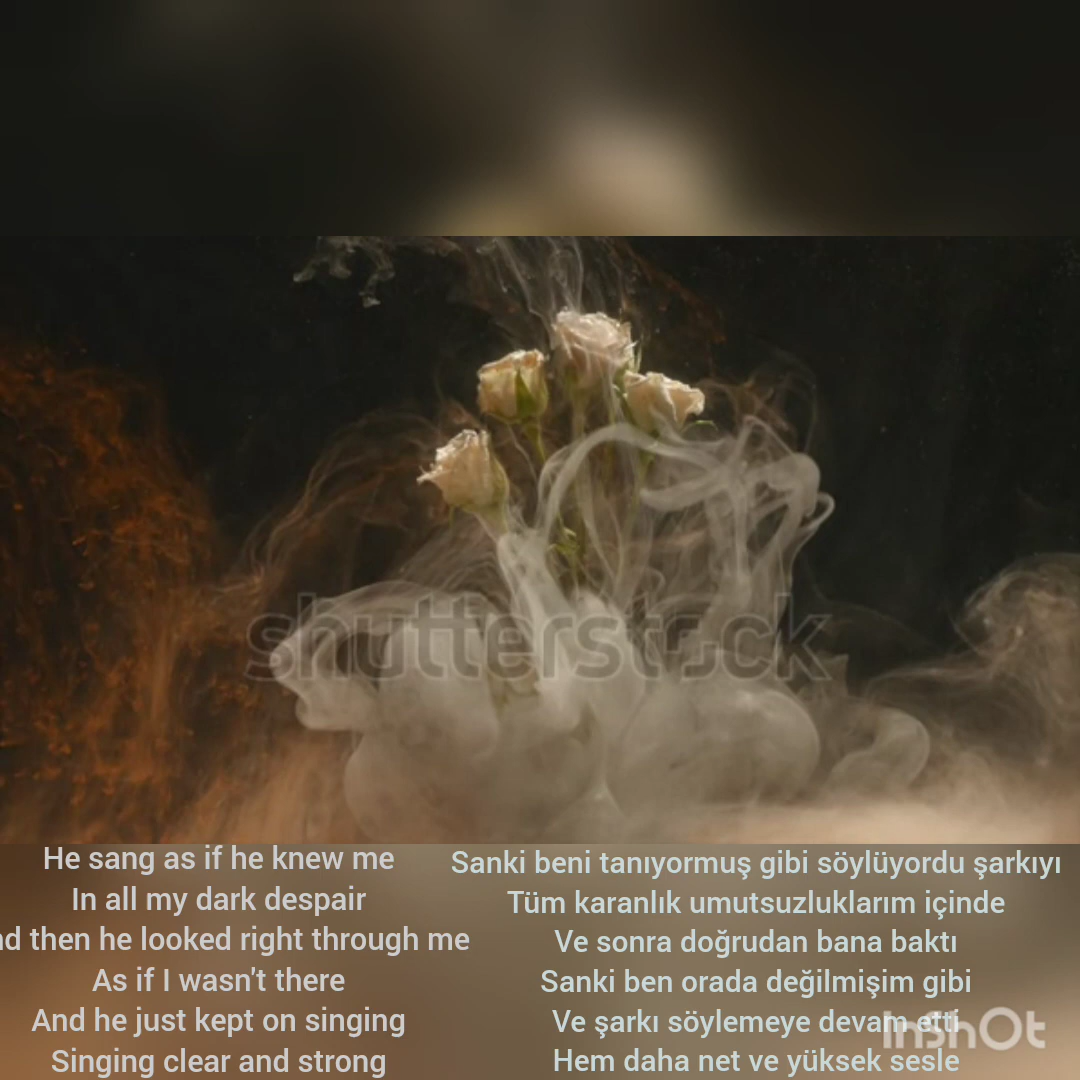 shutterstock
He sang as if he knew me
In all my dark despair
then he looked right through me
As if I wasn't there
And he just kept on singing
Singing clear and strong
Sanki beni tanıyormuş gibi söylüyordu şarkıyı
Tüm karanlık umutsuzluklarım içinde
Ve sonra doğrudan bana baktı
Sanki ben orada değilmişim gibi
Ve şarkı söylemeye devam etti
Hem daha net ve yüksek sesle
InShOt